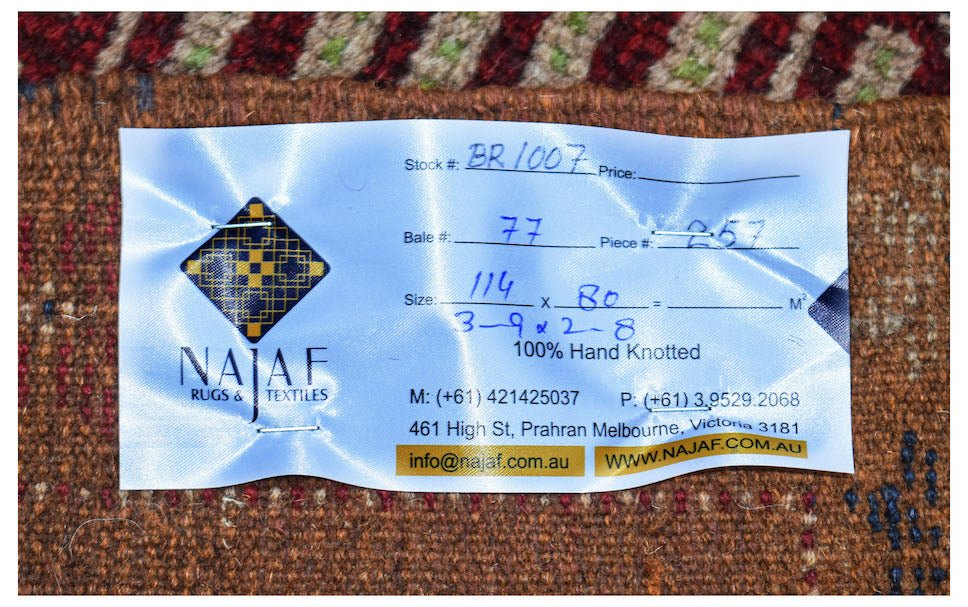 Stock #: BR1007 Price:
Bale #: 77 Piece #: 257
Size: 114 x 80 = M²
3-9 x 2-8
100% Hand Knotted
NAJAF
RUGS & TEXTILES
M: (+61) 421425037 P: (+61) 3.9529.2068
461 High St, Prahran Melbourne, Victoria 3181
info@najaf.com.au WWW.NAJAF.COM.AU